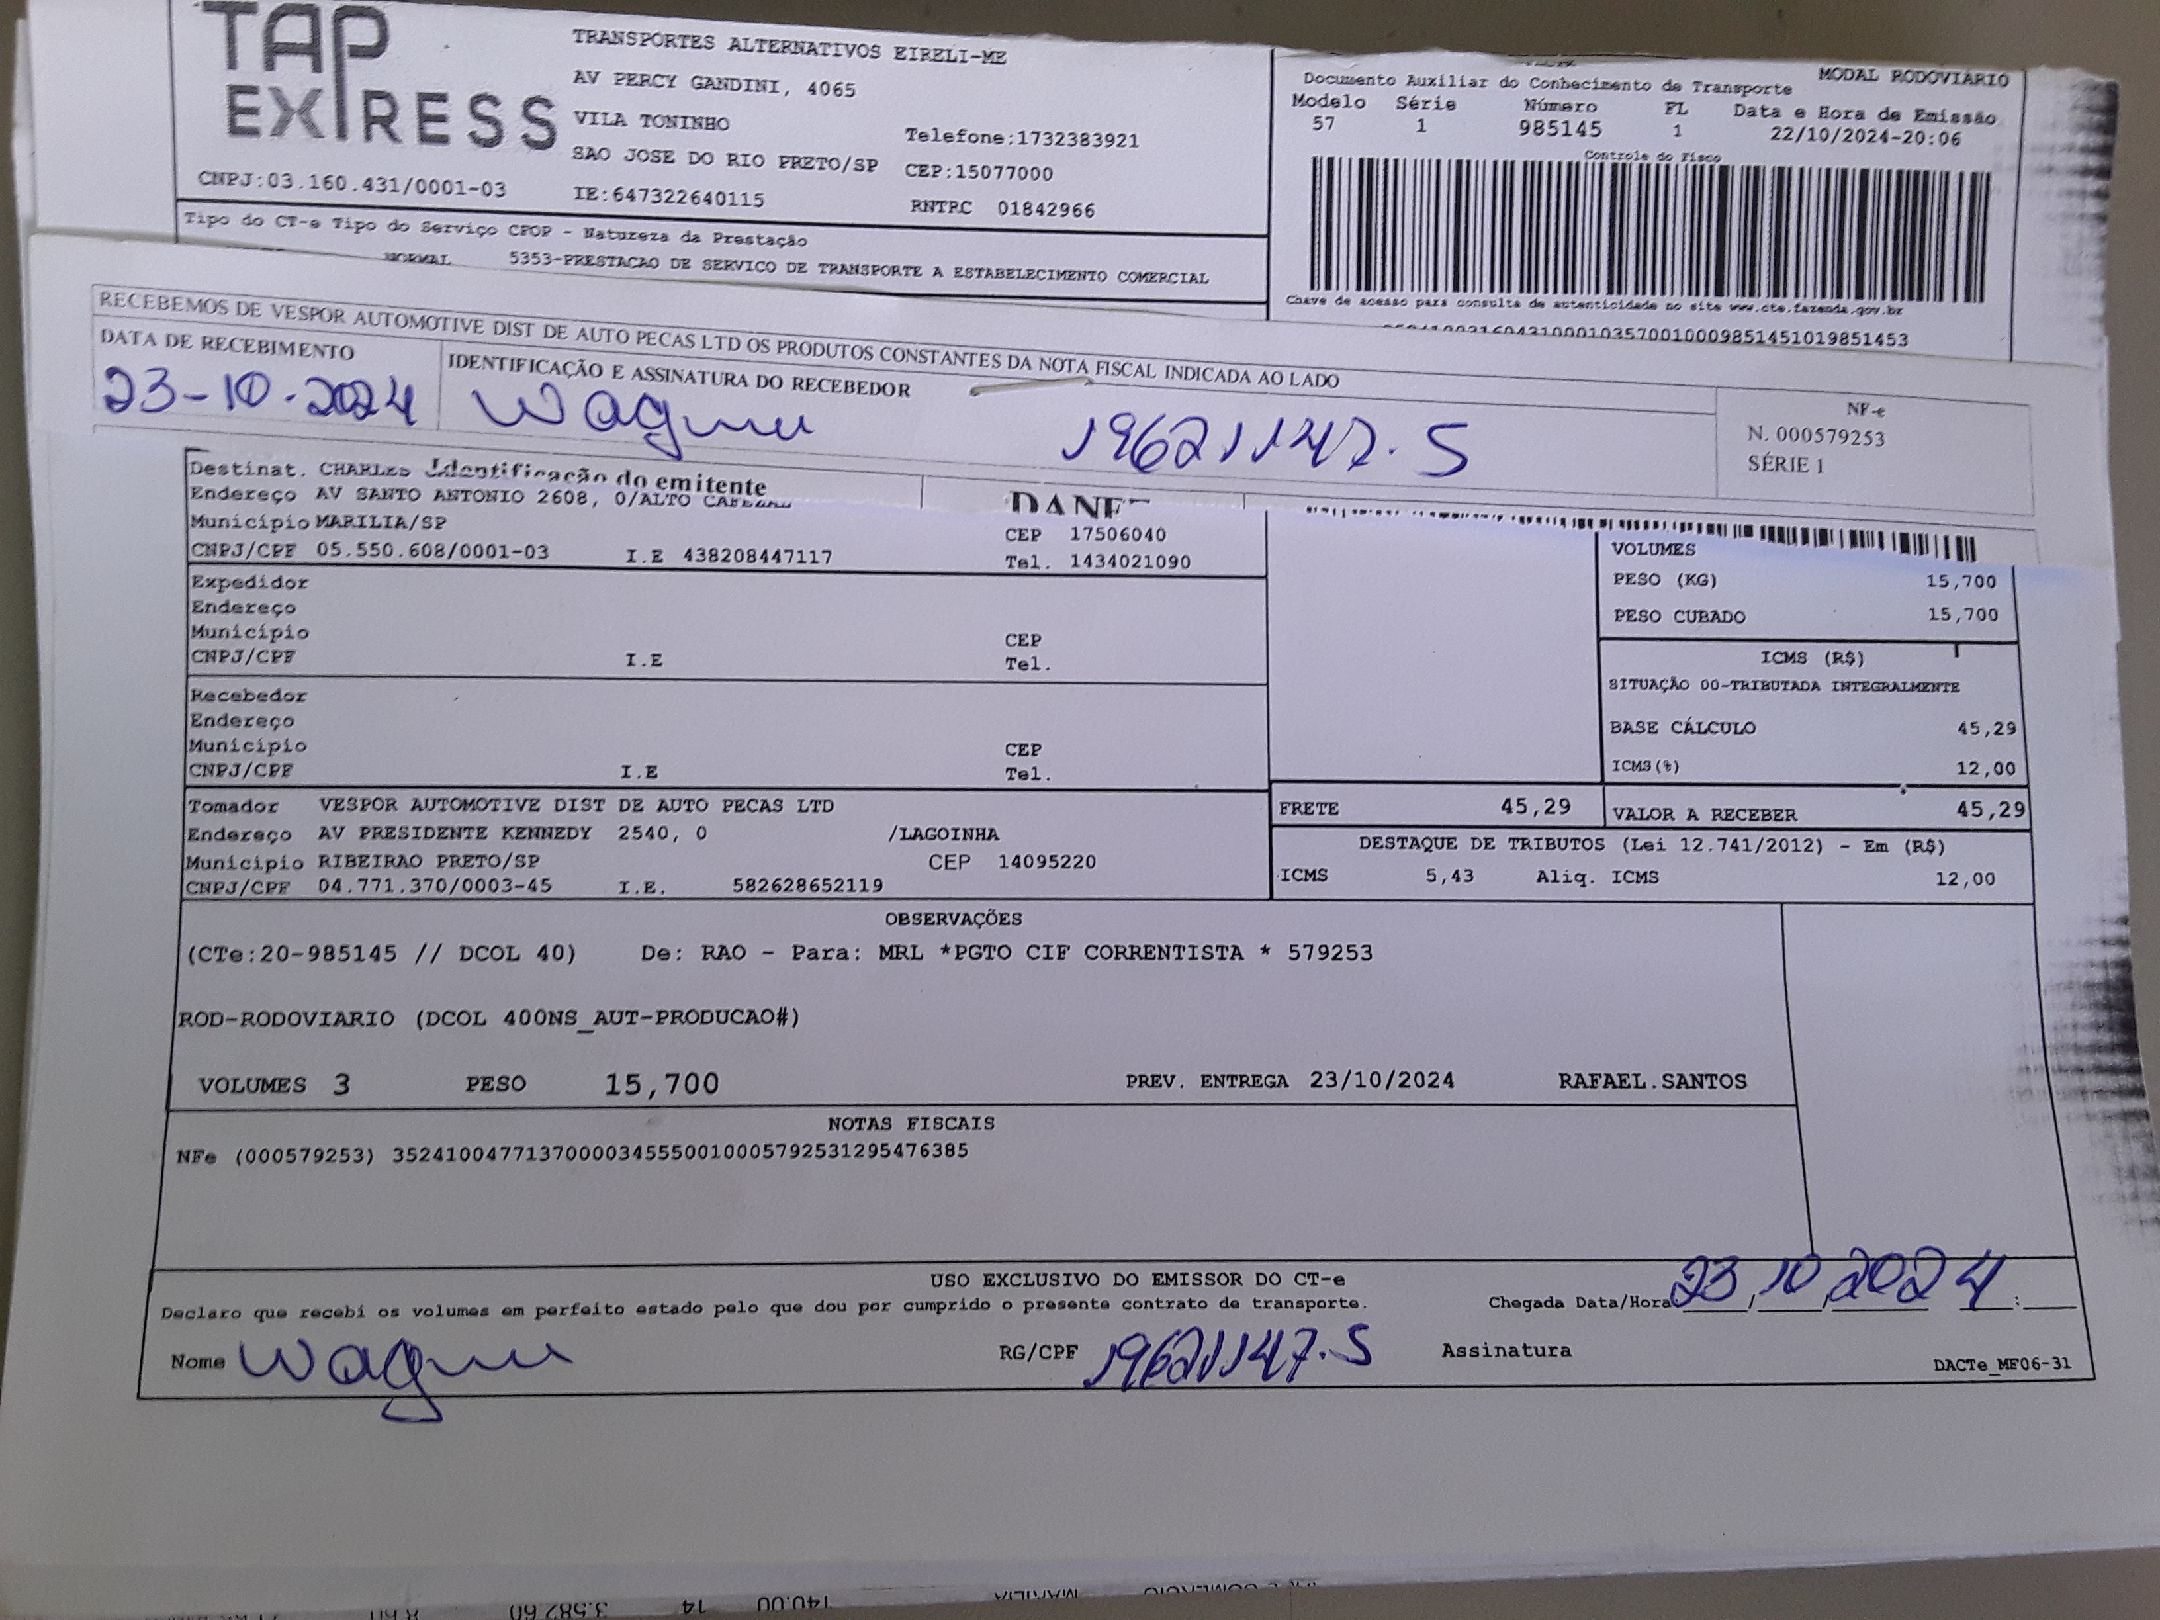 TAP
EXPRESS
TRANSPORTES ALTERNATIVOS EIRELI-ME
AV PERCY GANDINI, 4065
VILA TONINHO
Telefone:1732383921
SAO JOSE DO RIO PRETO/SP CEP:15077000
CNPJ:03.160.431/0001-03
IE:647322640115
RNTRC 01842966
MODAL RODOVIARIO
Documento Auxiliar do Conhecimento de Transporte
Modelo Série Número FL Data e Hora de Emissão
57 1 985145 1 22/10/2024-20:06
Controle do Fisco
Chave de acesso para consulta de autenticidade no site www.cte.fazenda.gov.br
Tipo do CT-e Tipo do Serviço CFOP - Natureza da Prestação
NORMAL 5353-PRESTACAO DE SERVICO DE TRANSPORTE A ESTABELECIMENTO COMERCIAL
RECEBEMOS DE VESPOR AUTOMOTIVE DIST DE AUTO PECAS LTD OS PRODUTOS CONSTANTES DA NOTA FISCAL INDICADA AO LADO
DATA DE RECEBIMENTO
IDENTIFICAÇÃO E ASSINATURA DO RECEBEDOR
23-10-2024 Wagner 19621147.5
NF-e
N. 000579253
SÉRIE 1
Identificação do emitente
DANFE
Destinat. CHARLES
Endereço AV SANTO ANTONIO 2608, 0/ALTO
Município MARILIA/SP CEP 17506040
CNPJ/CPF 05.550.608/0001-03 I.E 438208447117 Tel. 1434021090
VOLUMES
PESO (KG) 15,700
PESO CUBADO 15,700
Expedidor
Endereço
Município CEP
CNPJ/CPF I.E Tel.
Recebedor
Endereço
Município CEP
CNPJ/CPF I.E Tel.
ICMS (R$)
SITUAÇÃO 00-TRIBUTADA INTEGRALMENTE
BASE CÁLCULO 45,29
ICMS(%) 12,00
Tomador VESPOR AUTOMOTIVE DIST DE AUTO PECAS LTD
Endereço AV PRESIDENTE KENNEDY 2540, 0 /LAGOINHA
Município RIBEIRAO PRETO/SP CEP 14095220
CNPJ/CPF 04.771.370/0003-45 I.E. 582628652119
FRETE 45,29 VALOR A RECEBER 45,29
DESTAQUE DE TRIBUTOS (Lei 12.741/2012) - Em (R$)
ICMS 5,43 Aliq. ICMS 12,00
OBSERVAÇÕES
(CTe:20-985145 // DCOL 40) De: RAO - Para: MRL *PGTO CIF CORRENTISTA * 579253
ROD-RODOVIARIO (DCOL 400NS_AUT-PRODUCAO#)
VOLUMES 3 PESO 15,700 PREV. ENTREGA 23/10/2024 RAFAEL.SANTOS
NOTAS FISCAIS
NFe (000579253) 35241004771370000345550010005792531295476385
USO EXCLUSIVO DO EMISSOR DO CT-e
Declaro que recebi os volumes em perfeito estado pelo que dou por cumprido o presente contrato de transporte.
Chegada Data/Hora 23/10/2024 :
Nome Wagner RG/CPF 19621147.5 Assinatura
DACTe_MF06-31
MARILIA
3.582,60 14 140,00